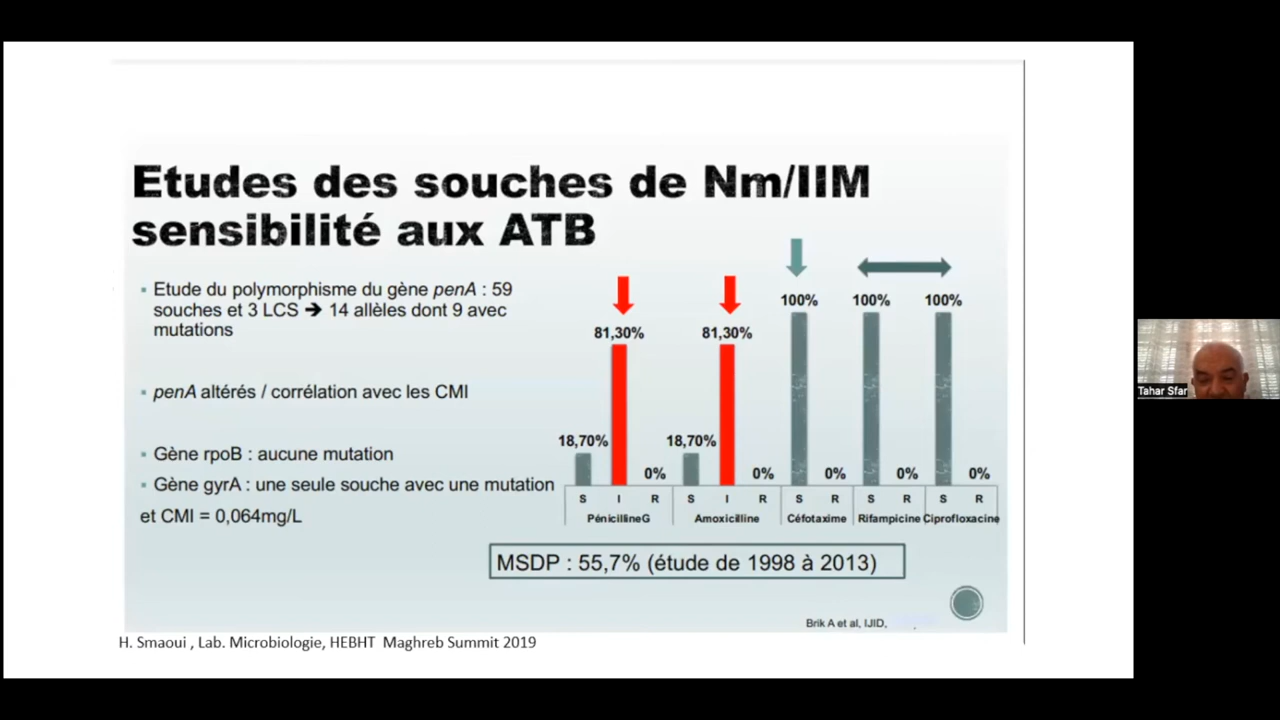 Etudes des souches de Nm/IIM
sensibilité aux ATB
▪ Etude du polymorphisme du gène penA : 59
souches et 3 LCS ➔ 14 allèles dont 9 avec
mutations
▪ penA altérés / corrélation avec les CMI
▪ Gène rpoB : aucune mutation
▪ Gène gyrA : une seule souche avec une mutation
et CMI = 0,064mg/L
100% 100% 100%
81,30% 81,30%
18,70% 18,70%
0% 0% 0% 0% 0%
S I R S I R S R S R S R
PénicillineG Amoxicilline Céfotaxime Rifampicine Ciprofloxacine
MSDP : 55,7% (étude de 1998 à 2013)
Brik A et al, IJID,
H. Smaoui , Lab. Microbiologie, HEBHT Maghreb Summit 2019
Tahar Sfar